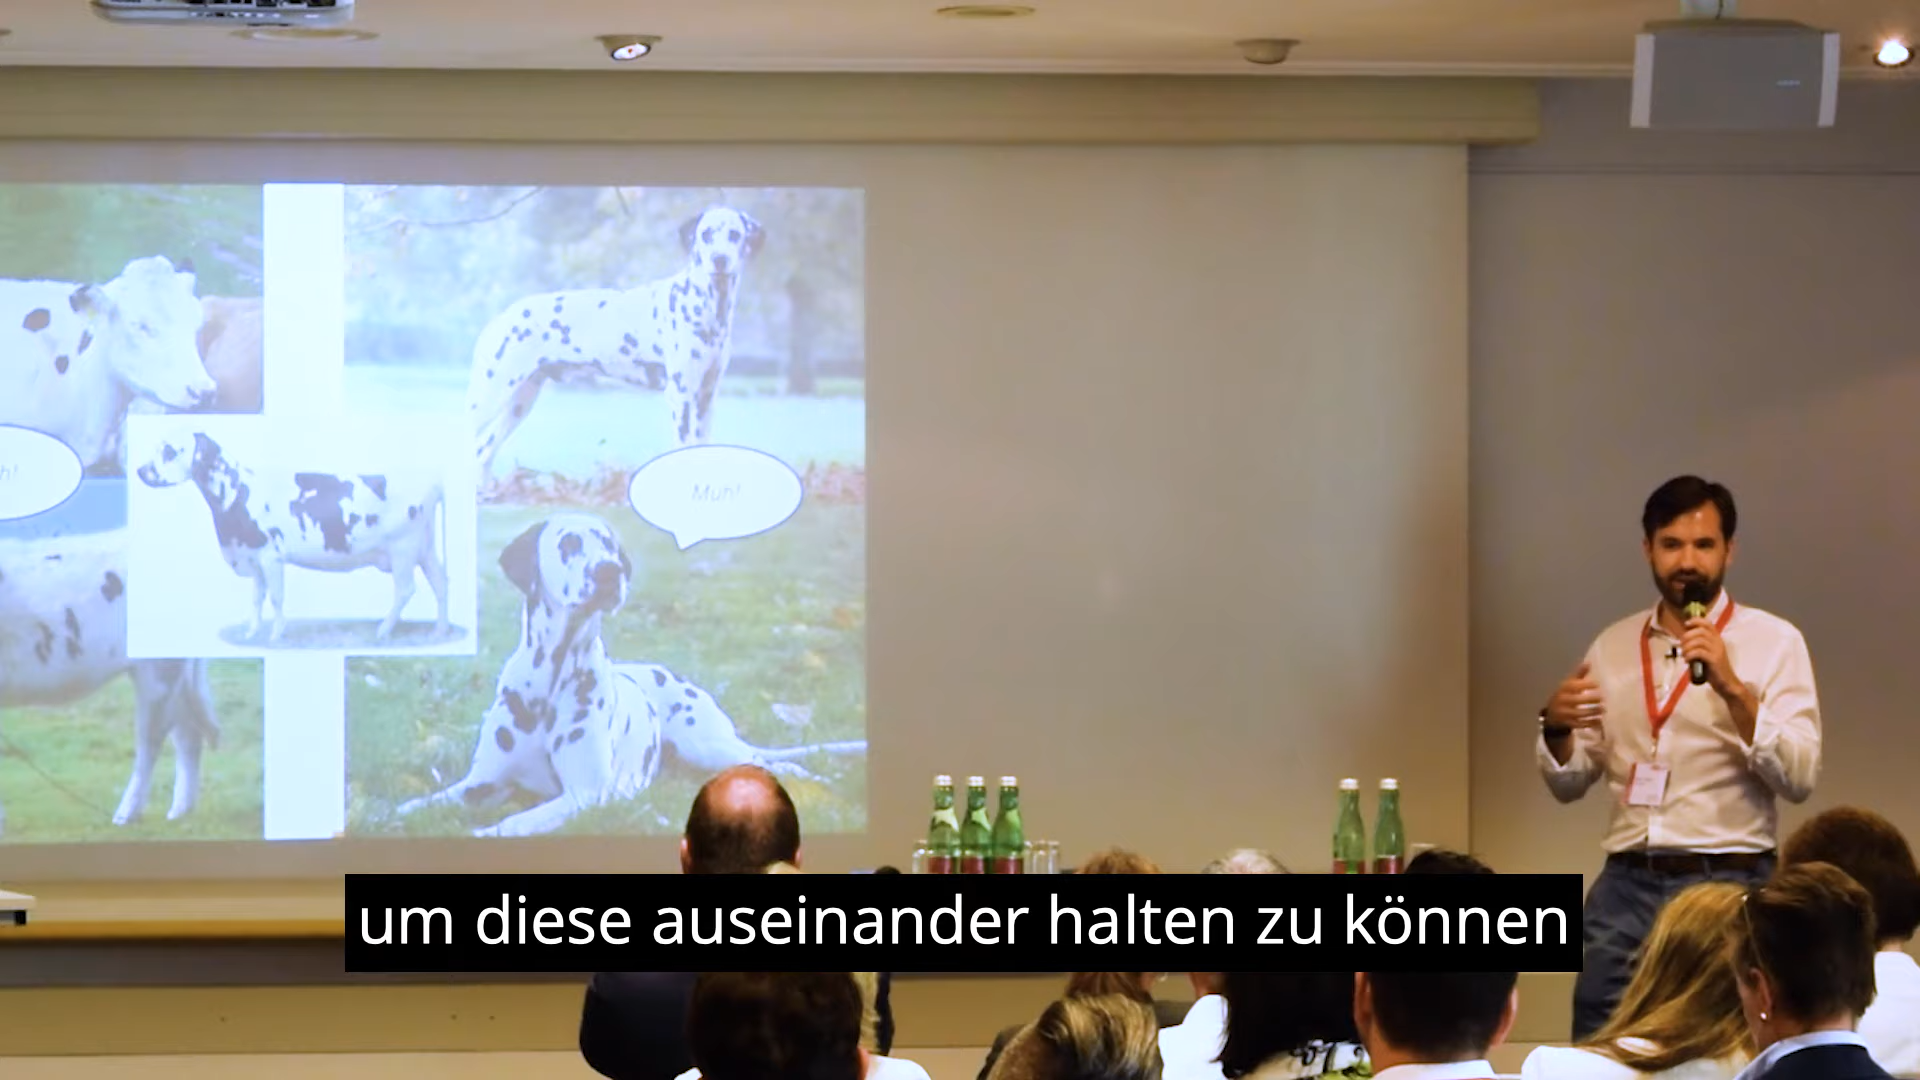 h!
Muh!
um diese auseinander halten zu können